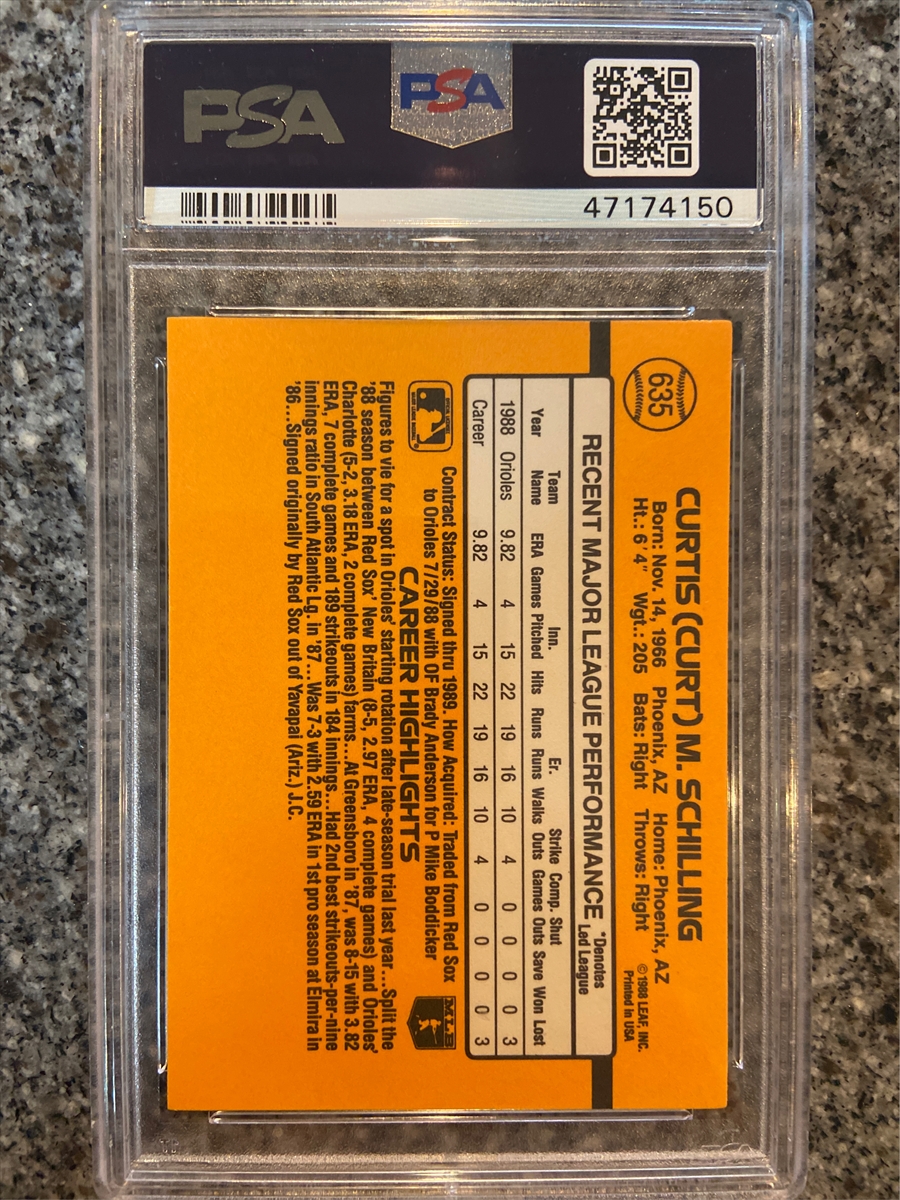 PSA
PSA
47174150
635
CURTIS (CURT) M. SCHILLING
Born: Nov. 14, 1966 Phoenix, AZ Home: Phoenix, AZ
Ht.: 6' 4" Wgt.: 205 Bats: Right Throws: Right
©1988 LEAF, INC.
Printed in USA
RECENT MAJOR LEAGUE PERFORMANCE
*Denotes
Led League
Team Inn. Er. Strike Comp. Shut
Year Name ERA Games Pitched Hits Runs Runs Walks Outs Games Outs Save Won Lost
1988 Orioles 9.82 4 15 22 19 16 10 4 0 0 0 0 3
Career 9.82 4 15 22 19 16 10 4 0 0 0 0 3
Contract Status: Signed thru 1989. How Acquired: Traded from Red Sox
to Orioles 7/29/88 with OF Brady Anderson for P Mike Boddicker
MLB
CAREER HIGHLIGHTS
Figures to vie for a spot in Orioles' starting rotation after late-season trial last year...Split the
'88 season between Red Sox' New Britain (8-5, 2.97 ERA, 4 complete games) and Orioles'
Charlotte (5-2, 3.18 ERA, 2 complete games) farms...At Greensboro in '87, was 8-15 with 3.82
ERA, 7 complete games and 189 strikeouts in 184 innings...Had 2nd best strikeouts-per-nine
innings ratio in South Atlantic Lg. in '87...Was 7-3 with 2.59 ERA in 1st pro season at Elmira in
'86...Signed originally by Red Sox out of Yavapai (Ariz.) J.C.